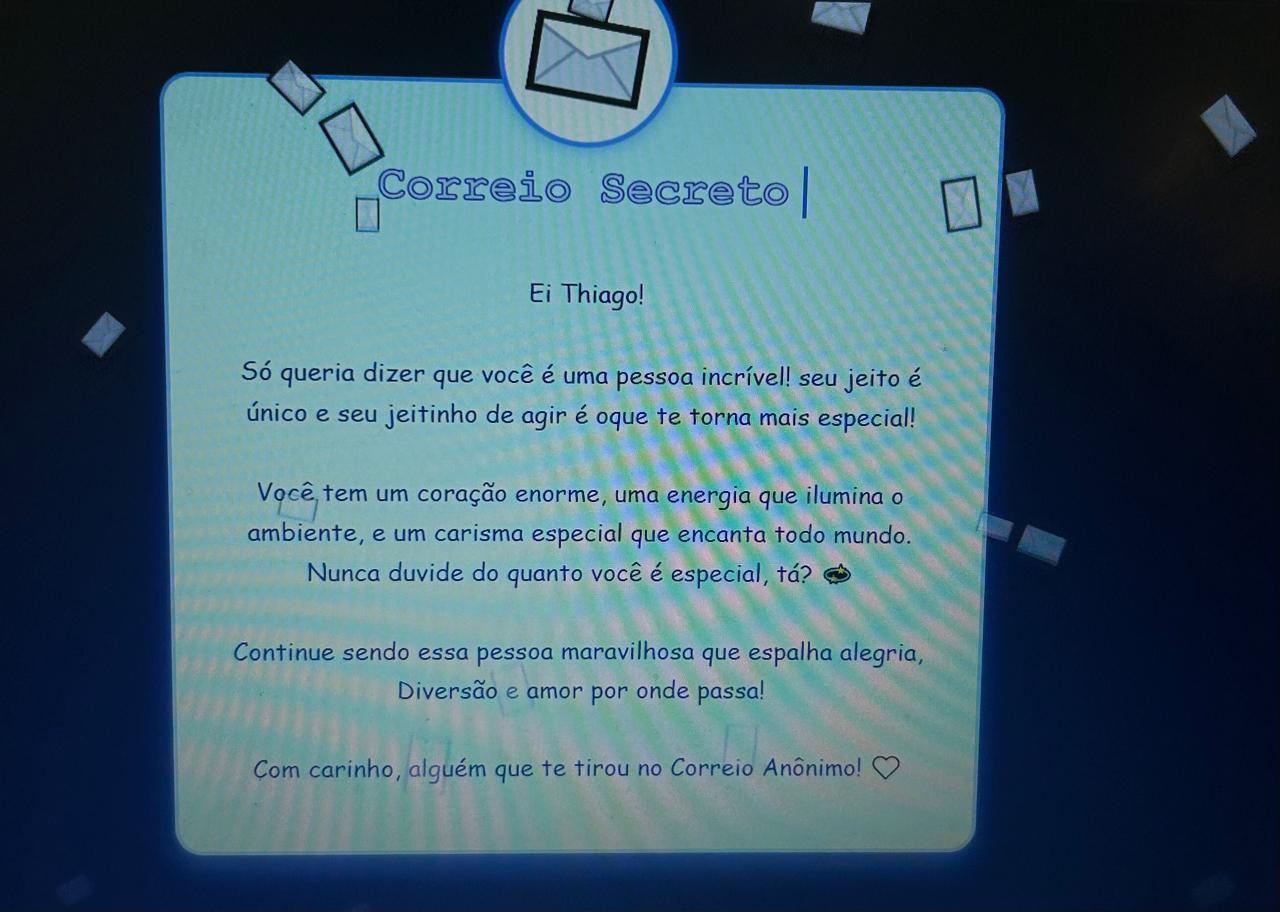 Correio Secreto
Ei Thiago!
Só queria dizer que você é uma pessoa incrível! seu jeito é
único e seu jeitinho de agir é oque te torna mais especial!
Você tem um coração enorme, uma energia que ilumina o
ambiente, e um carisma especial que encanta todo mundo.
Nunca duvide do quanto você é especial, tá? 💫
Continue sendo essa pessoa maravilhosa que espalha alegria,
Diversão e amor por onde passa!
Com carinho, alguém que te tirou no Correio Anônimo! ♡